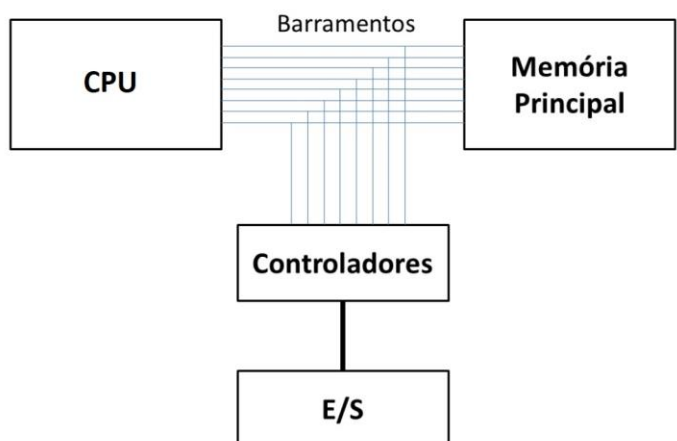 Barramentos
CPU
Memória
Principal
Controladores
E/S